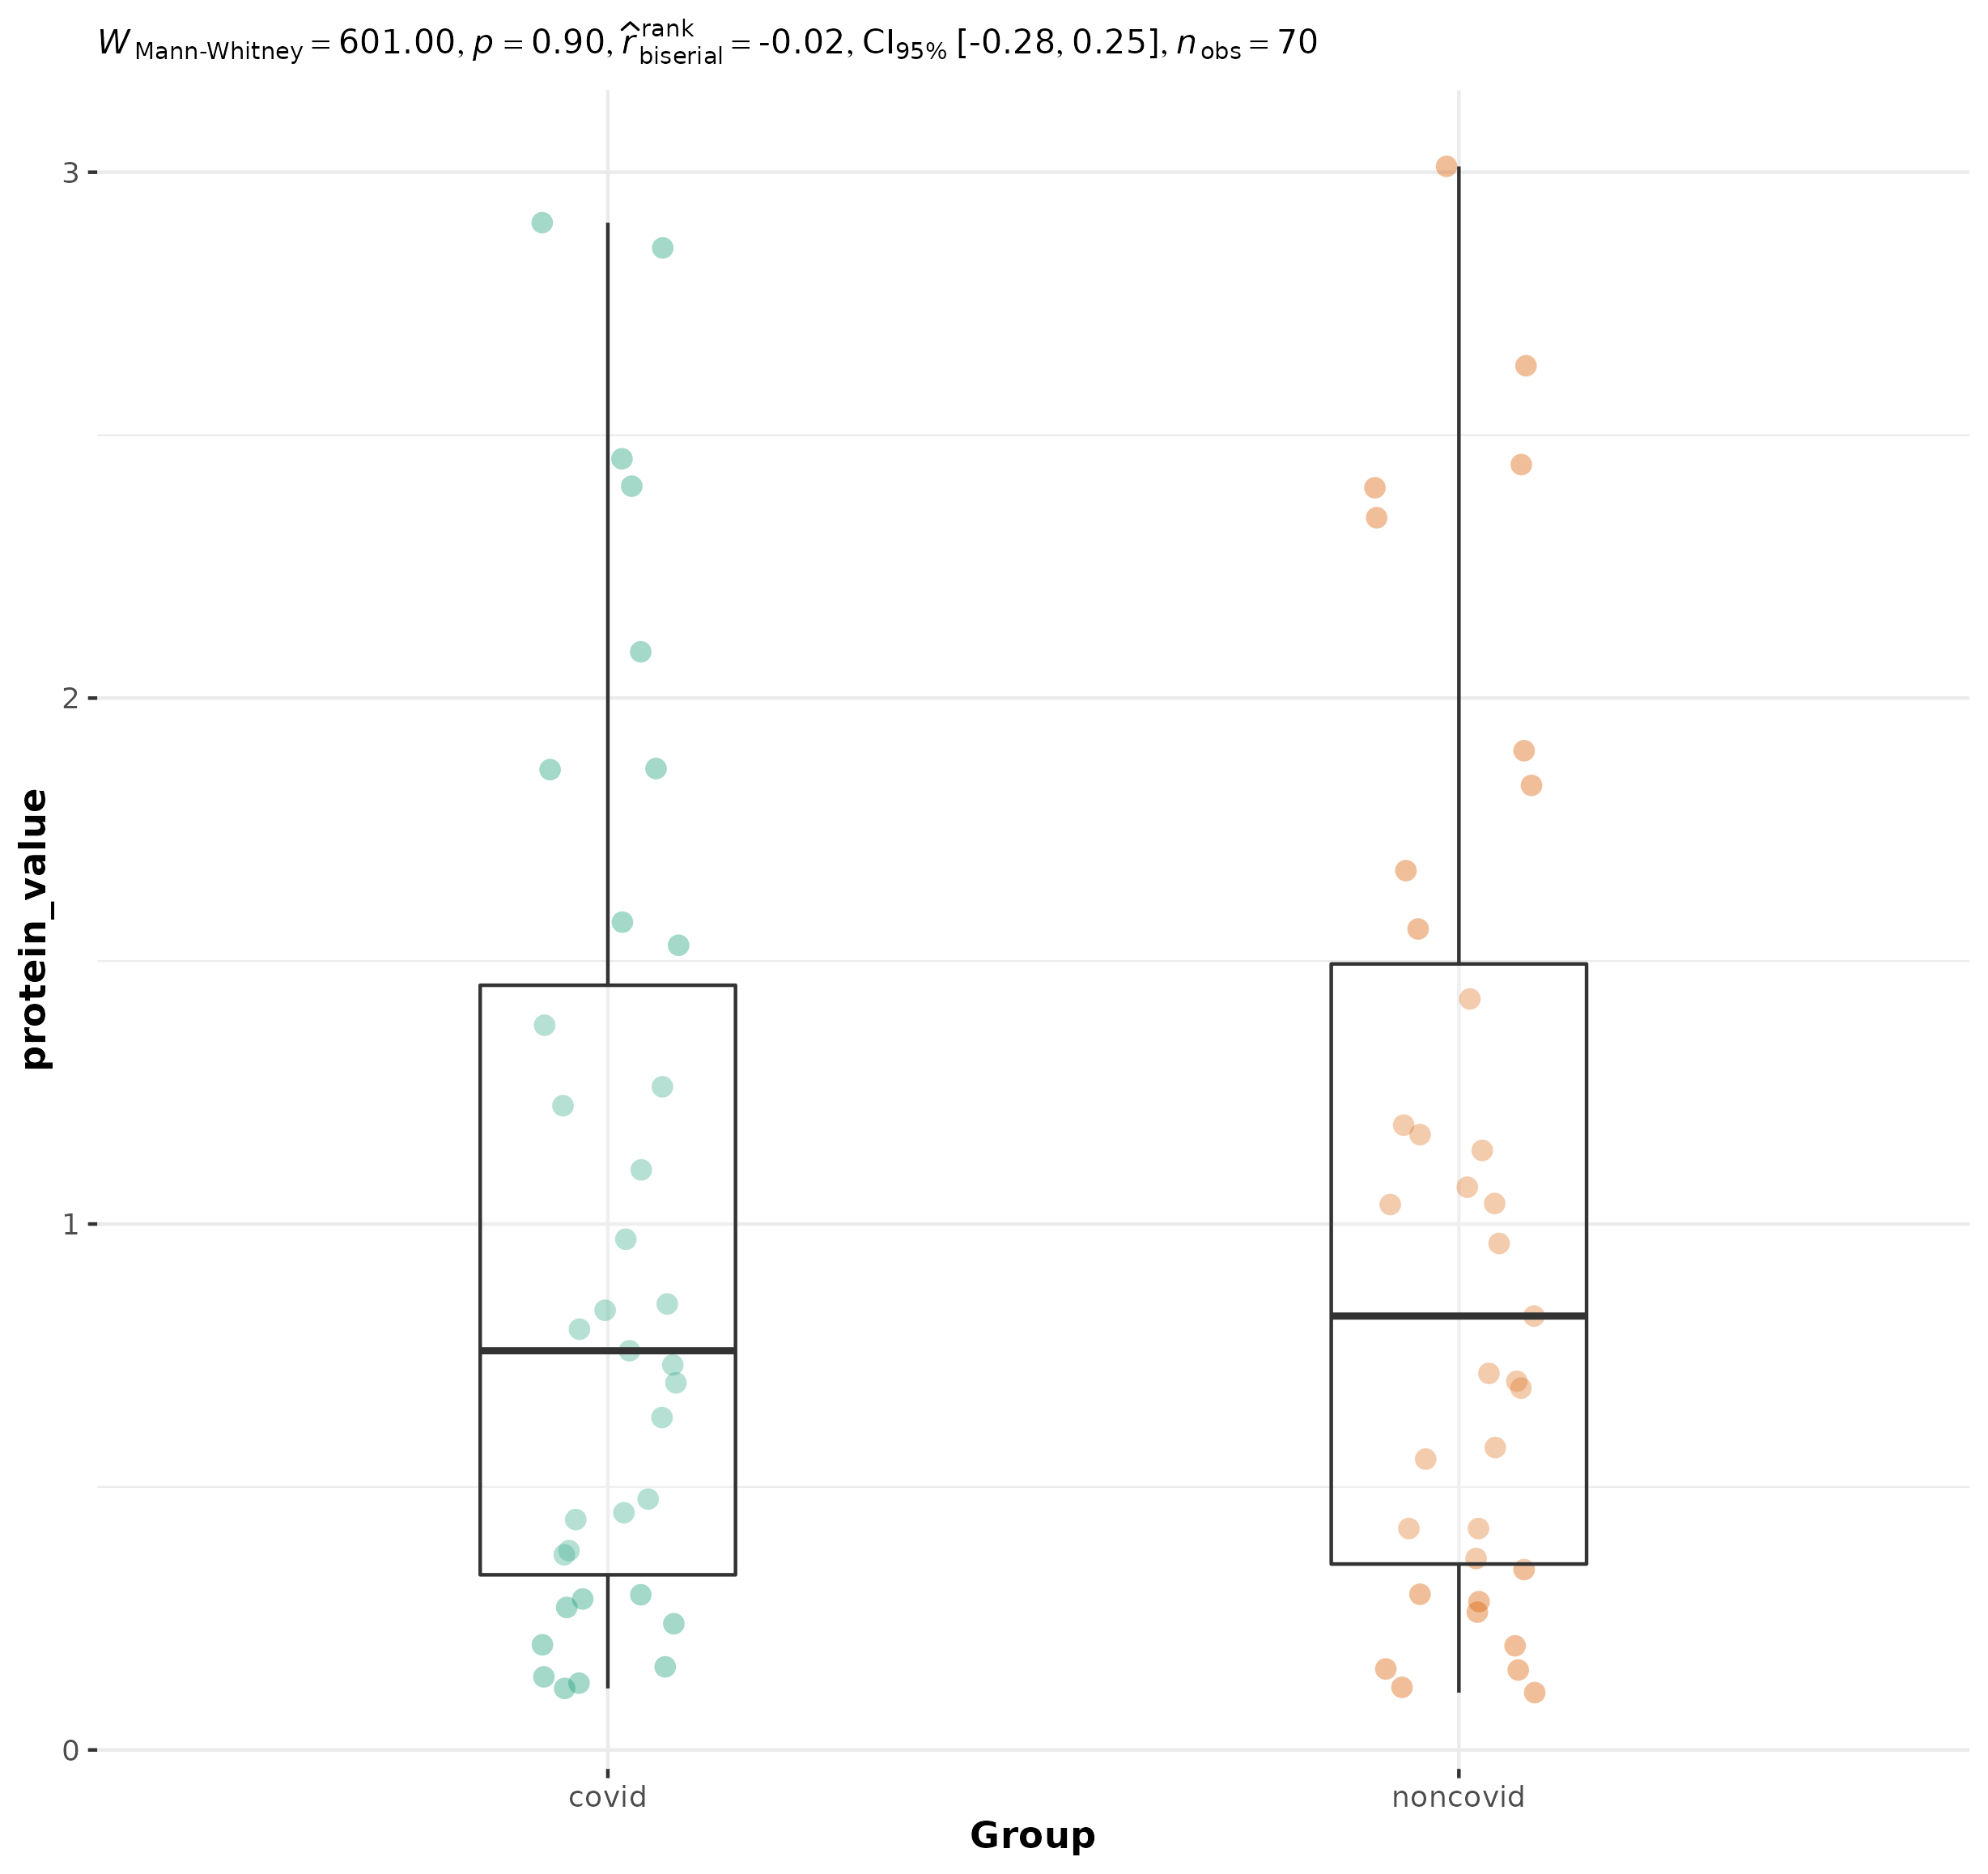 W Mann-Whitney = 601.00, p = 0.90, r̂ rank biserial = -0.02, CI95% [-0.28, 0.25], n obs = 70
3
2
1
0
protein_value
covid noncovid
Group